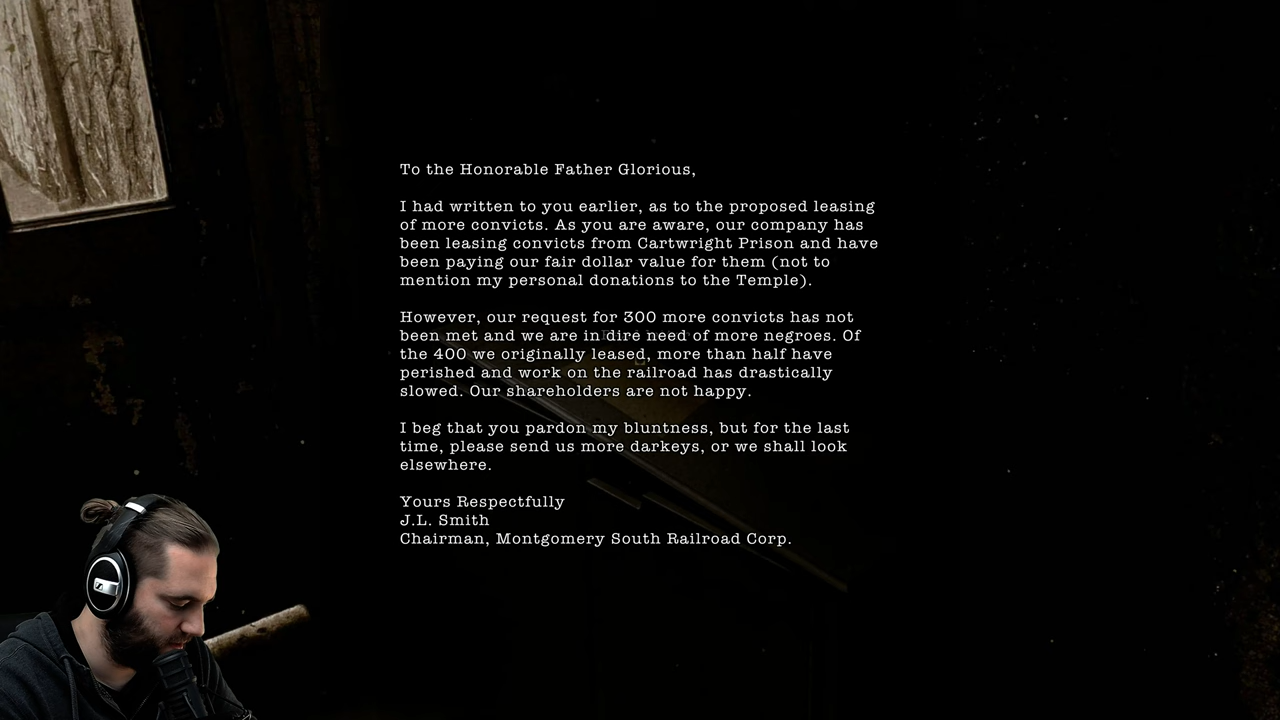 To the Honorable Father Glorious,
I had written to you earlier, as to the proposed leasing
of more convicts. As you are aware, our company has
been leasing convicts from Cartwright Prison and have
been paying our fair dollar value for them (not to
mention my personal donations to the Temple).
However, our request for 300 more convicts has not
been met and we are in dire need of more negroes. Of
the 400 we originally leased, more than half have
perished and work on the railroad has drastically
slowed. Our shareholders are not happy.
I beg that you pardon my bluntness, but for the last
time, please send us more darkeys, or we shall look
elsewhere.
Yours Respectfully
J.L. Smith
Chairman, Montgomery South Railroad Corp.